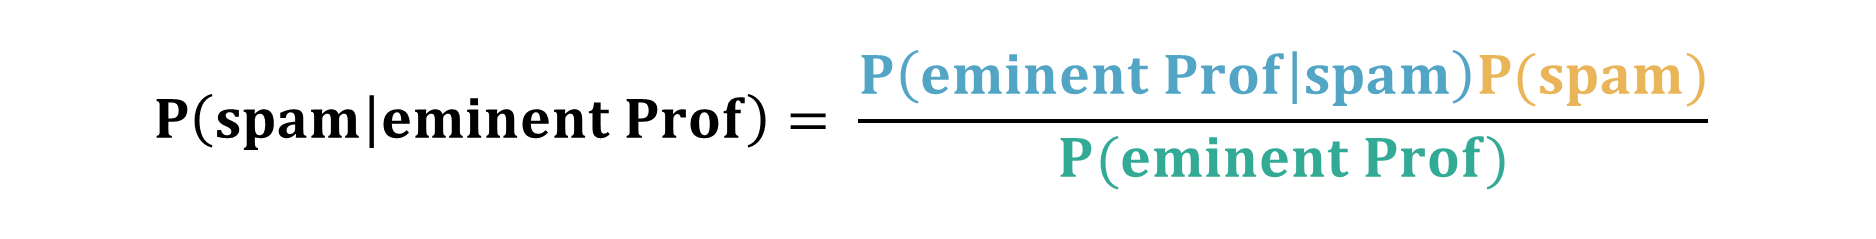 P(spam|eminent Prof) = P(eminent Prof|spam)P(spam)
P(eminent Prof)